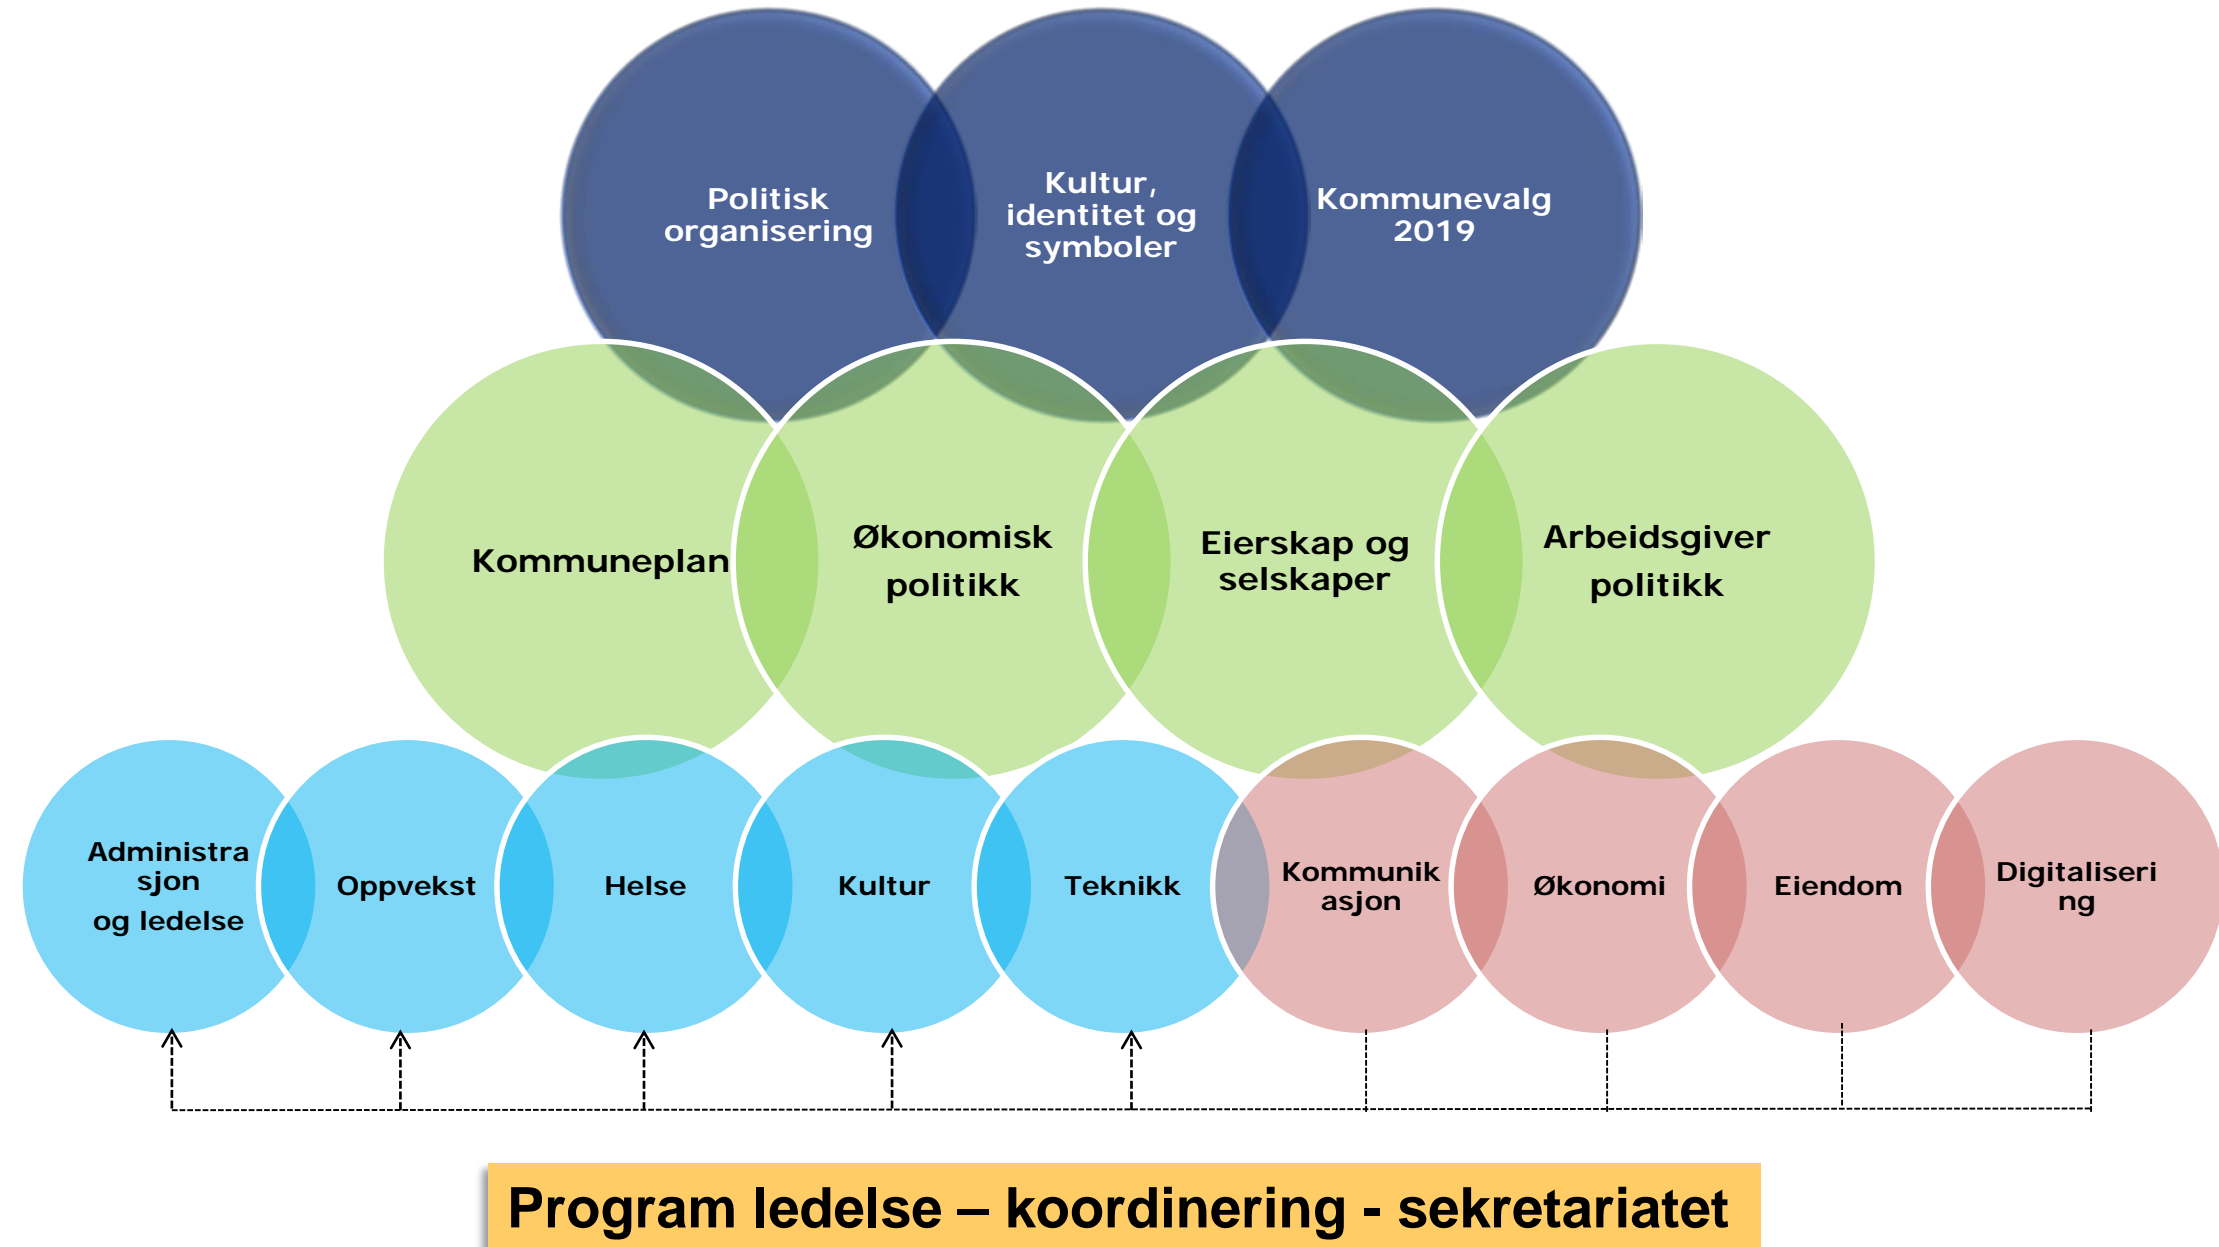 Politisk
organisering
Kultur,
identitet og
symboler
Kommunevalg
2019
Kommuneplan
Økonomisk
politikk
Eierskap og
selskaper
Arbeidsgiver
politikk
Administra
sjon
og ledelse
Oppvekst
Helse
Kultur
Teknikk
Kommunik
asjon
Økonomi
Eiendom
Digitaliseri
ng
Program ledelse – koordinering - sekretariatet